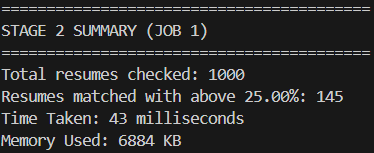 =========================================
STAGE 2 SUMMARY (JOB 1)
=========================================
Total resumes checked: 1000
Resumes matched with above 25.00%: 145
Time Taken: 43 milliseconds
Memory Used: 6884 KB